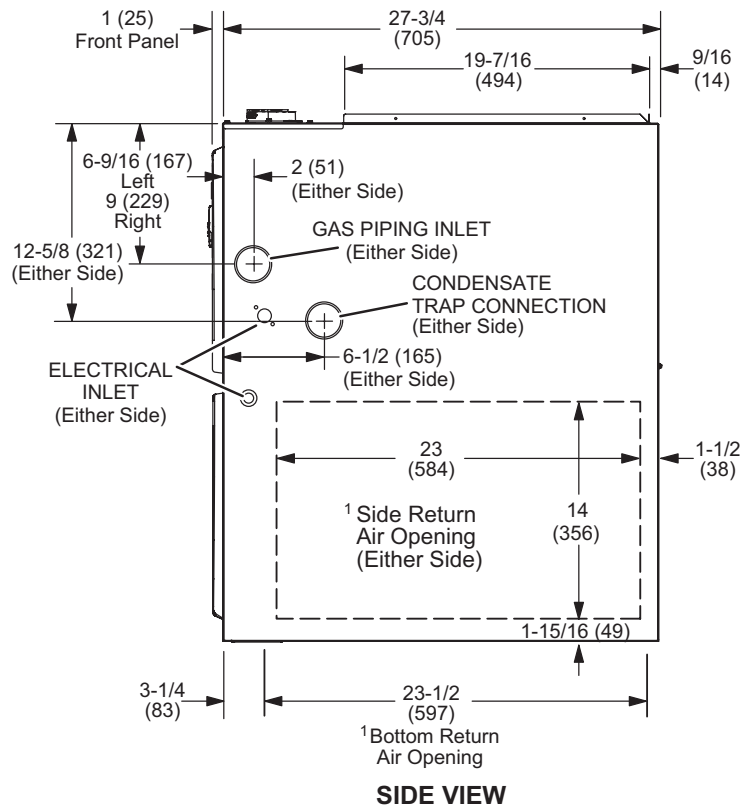 1 (25)
Front Panel
27-3/4
(705)
19-7/16
(494)
9/16
(14)
6-9/16 (167)
Left
9 (229)
Right
2 (51)
(Either Side)
GAS PIPING INLET
(Either Side)
12-5/8 (321)
(Either Side)
CONDENSATE
TRAP CONNECTION
(Either Side)
6-1/2 (165)
(Either Side)
ELECTRICAL
INLET
(Either Side)
23
(584)
1-1/2
(38)
1 Side Return
Air Opening
(Either Side)
14
(356)
1-15/16 (49)
3-1/4
(83)
23-1/2
(597)
1 Bottom Return
Air Opening
SIDE VIEW